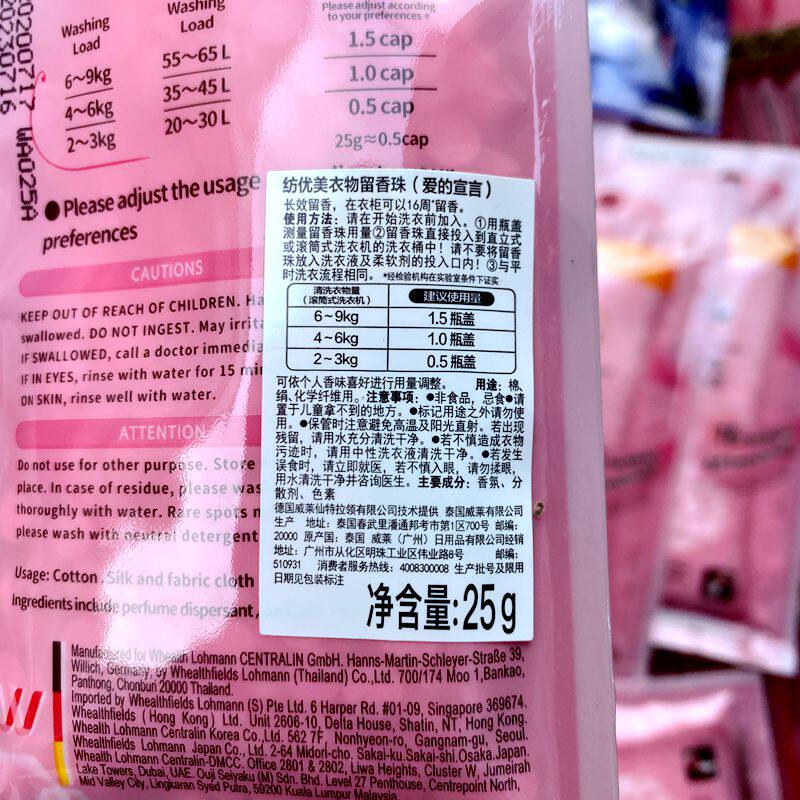 20200717 WA025A
20230716
Washing Load
Washing Load
Please adjust according
to your preferences +
6～9kg 55～65 L 1.5 cap
4～6kg 35～45 L 1.0 cap
2～3kg 20～30 L 0.5 cap
25g≈0.5cap
●Please adjust the usage
preferences
CAUTIONS
KEEP OUT OF REACH OF CHILDREN.
swallowed. DO NOT INGEST. May
IF SWALLOWED, call a doctor
IF IN EYES, rinse with water for 15
ON SKIN, rinse well with water.
ATTENTION
Do not use for other purpose. Store
place. In case of residue, please
thoroughly with water. Rare spots
please wash with neutral detergent
Usage: Cotton , Silk and fabric cloth
Ingredients include perfume dispersant,
纺优美衣物留香珠（爱的宣言）
长效留香，在衣柜可以16周*留香。
使用方法：请在开始洗衣前加入。①用瓶盖
测量留香珠用量②留香珠直接投入到直立式
或滚筒式洗衣机的洗衣桶中！请不要将留香
珠放入洗衣液及柔软剂的投入口内！③与平
时洗衣流程相同。*经检验机构在实验室条件下证实
清洗衣物量
（滚筒式洗衣机） 建议使用量
6~9kg 1.5 瓶盖
4~6kg 1.0 瓶盖
2~3kg 0.5 瓶盖
可依个人香味喜好进行用量调整。 用途：棉、
绢、化学纤维用。注意事项：●非食品，忌食●请
置于儿童拿不到的地方。●标记用途之外请勿使
用。●保管时注意避免高温及阳光直射。若出现
残留，请用水充分清洗干净。●若不慎造成衣物
污迹时，请用中性洗衣液清洗干净。●若发生
误食时，请立即就医，若不慎入眼，请勿揉眼，
用水清洗干净并咨询医生。主要成分：香氛、分
散剂、色素
德国威莱仙特拉领有限公司技术提供 泰国威莱有限公司
生产 地址：泰国春武里潘通邦考市第1区700号 邮编：
20000 原产国：泰国 威莱（广州）日用品有限公司经销
地址：广州市从化区明珠工业区伟业路8号 邮编：
510931 消费者服务热线：4008300008 生产批号及限用
日期见包装标注
净含量:25g
Manufactured for Whealth Lohmann CENTRALIN GmbH. Hanns-Martin-Schleyer-Straße 39,
Willich, Germany, by Whealthfields Lohmann (Thailand) Co.,Ltd. 700/174 Moo 1,Bankao,
Panthong, Chonburi 20000 Thailand.
Imported by Whealthfields Lohmann (S) Pte Ltd. 6 Harper Rd. #01-09, Singapore 369674.
Whealthfields (Hong Kong) Ltd. Unit 2606-10, Delta House, Shatin, NT, Hong Kong.
Whealth Lohmann Centralin Korea Co.,Ltd. 562 7F, Nonhyeon-ro, Gangnam-gu, Seoul.
Whealthfields Lohmann Japan Co., Ltd. 2-64 Midori-cho. Sakai-ku.Sakai-shi.Osaka.Japan.
Whealth Lohmann Centralin-DMCC. Office 2801 & 2802, Liwa Heights, Cluster W, Jumeirah
Lake Towers, Dubai, UAE. Ouji Seiyaku (M) Sdn. Bhd. Level 27 Penthouse, Centrepoint North,
Mid Valley City, Lingkaran Syed Putra, 59200 Kuala Lumpur Malaysia.